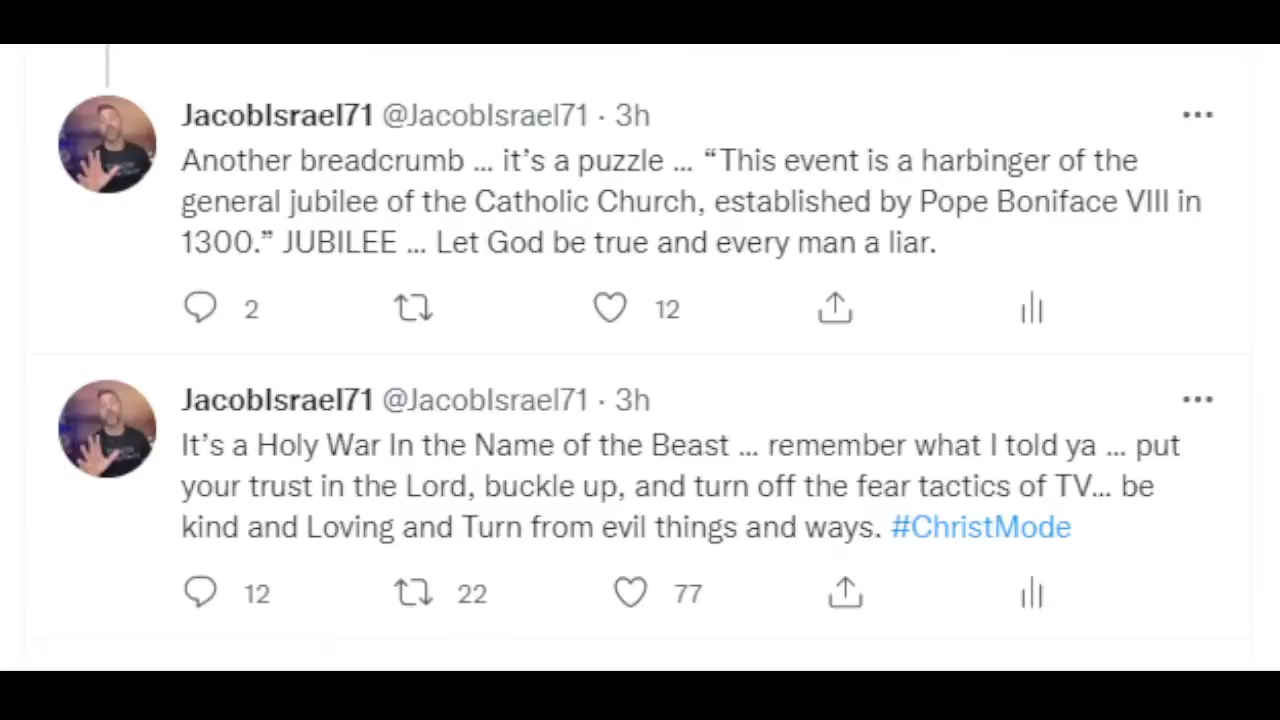 JacobIsrael71 @JacobIsrael71 · 3h
Another breadcrumb ... it’s a puzzle ... “This event is a harbinger of the
general jubilee of the Catholic Church, established by Pope Boniface VIII in
1300.” JUBILEE ... Let God be true and every man a liar.
2 12
JacobIsrael71 @JacobIsrael71 · 3h
It’s a Holy War In the Name of the Beast ... remember what I told ya ... put
your trust in the Lord, buckle up, and turn off the fear tactics of TV... be
kind and Loving and Turn from evil things and ways. #ChristMode
12 22 77